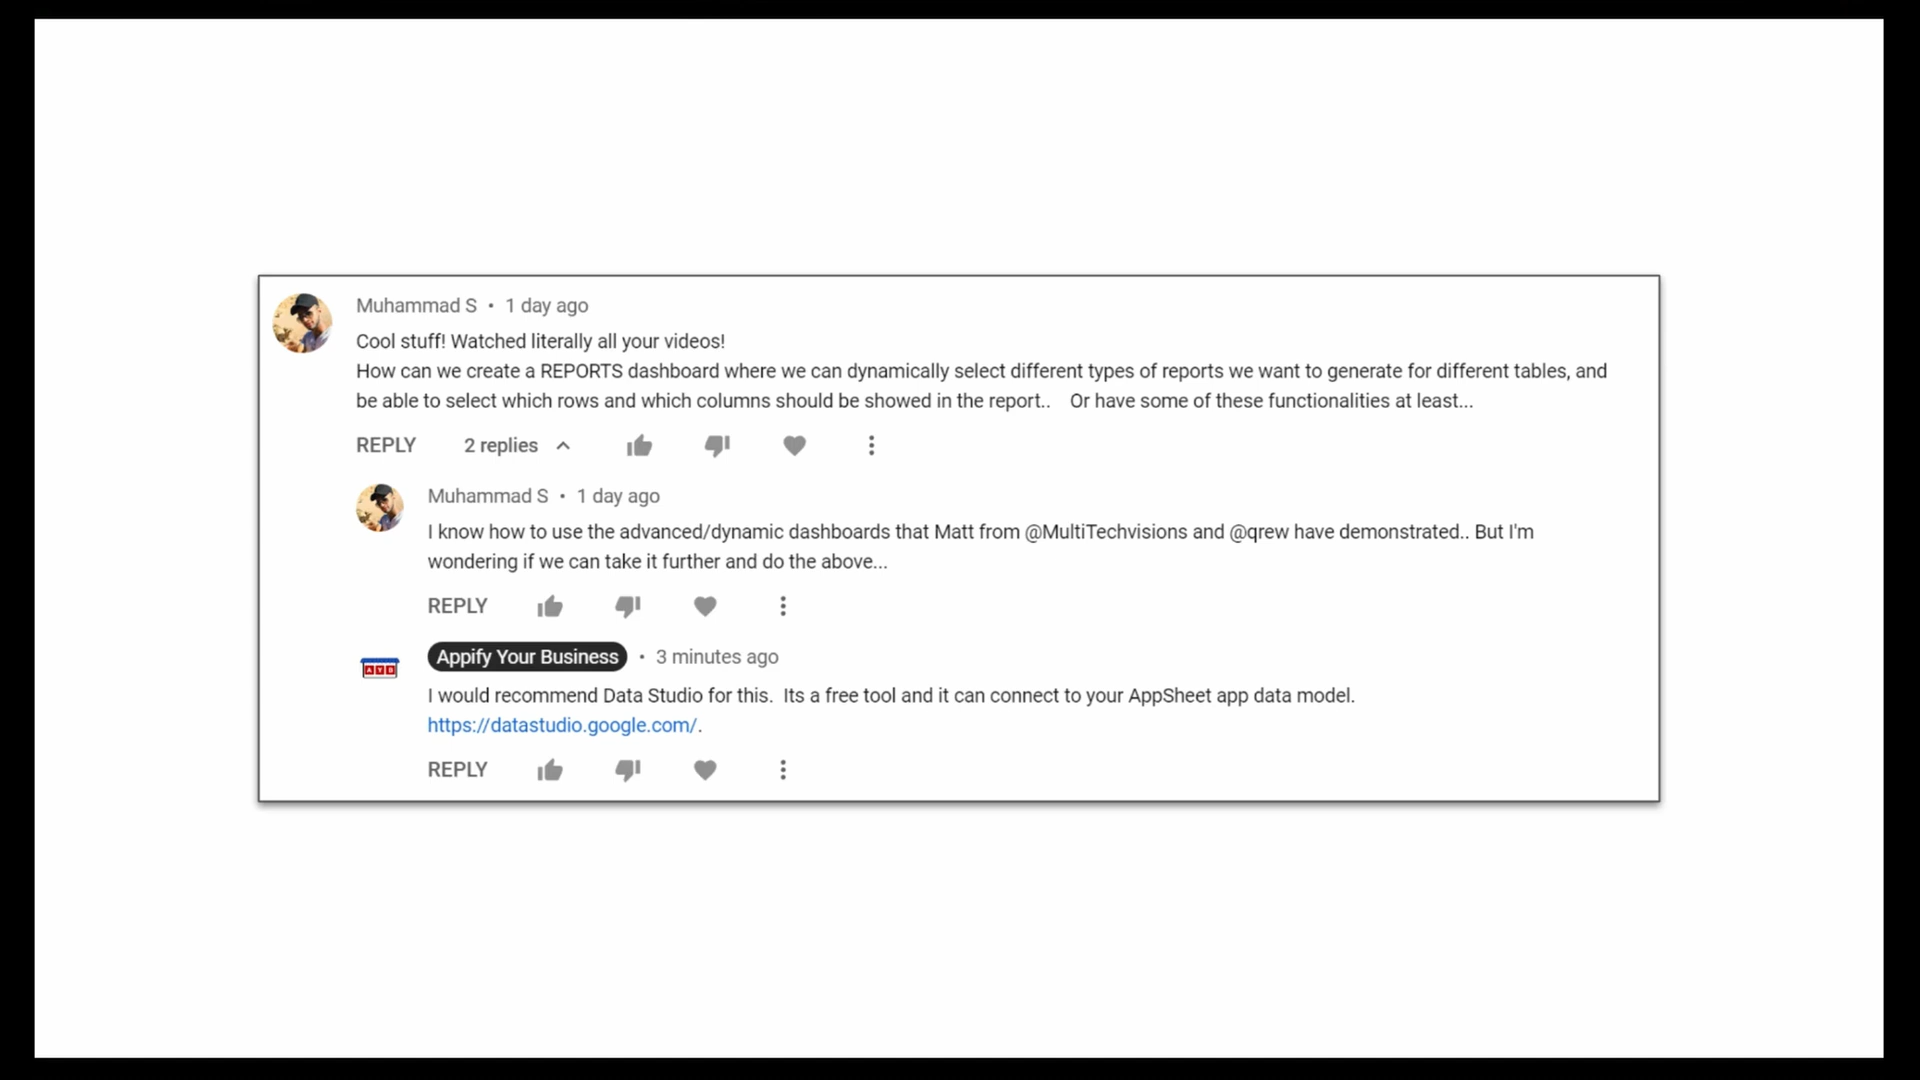 Muhammad S • 1 day ago
Cool stuff! Watched literally all your videos!
How can we create a REPORTS dashboard where we can dynamically select different types of reports we want to generate for different tables, and
be able to select which rows and which columns should be showed in the report.. Or have some of these functionalities at least...
REPLY 2 replies
Muhammad S • 1 day ago
I know how to use the advanced/dynamic dashboards that Matt from @MultiTechvisions and @qrew have demonstrated.. But I'm
wondering if we can take it further and do the above...
REPLY
AYB
Appify Your Business • 3 minutes ago
I would recommend Data Studio for this. Its a free tool and it can connect to your AppSheet app data model.
https://datastudio.google.com/.
REPLY